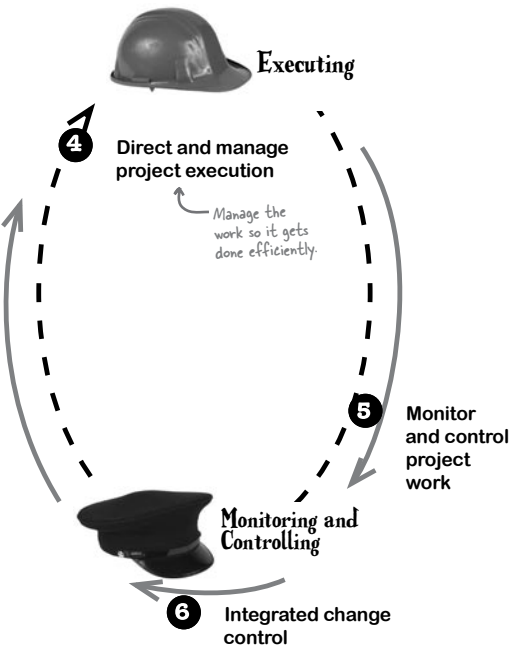 Executing
4
Direct and manage
project execution
Manage the
work so it gets
done efficiently.
5
Monitor
and control
project
work
Monitoring and
Controlling
6
Integrated change
control